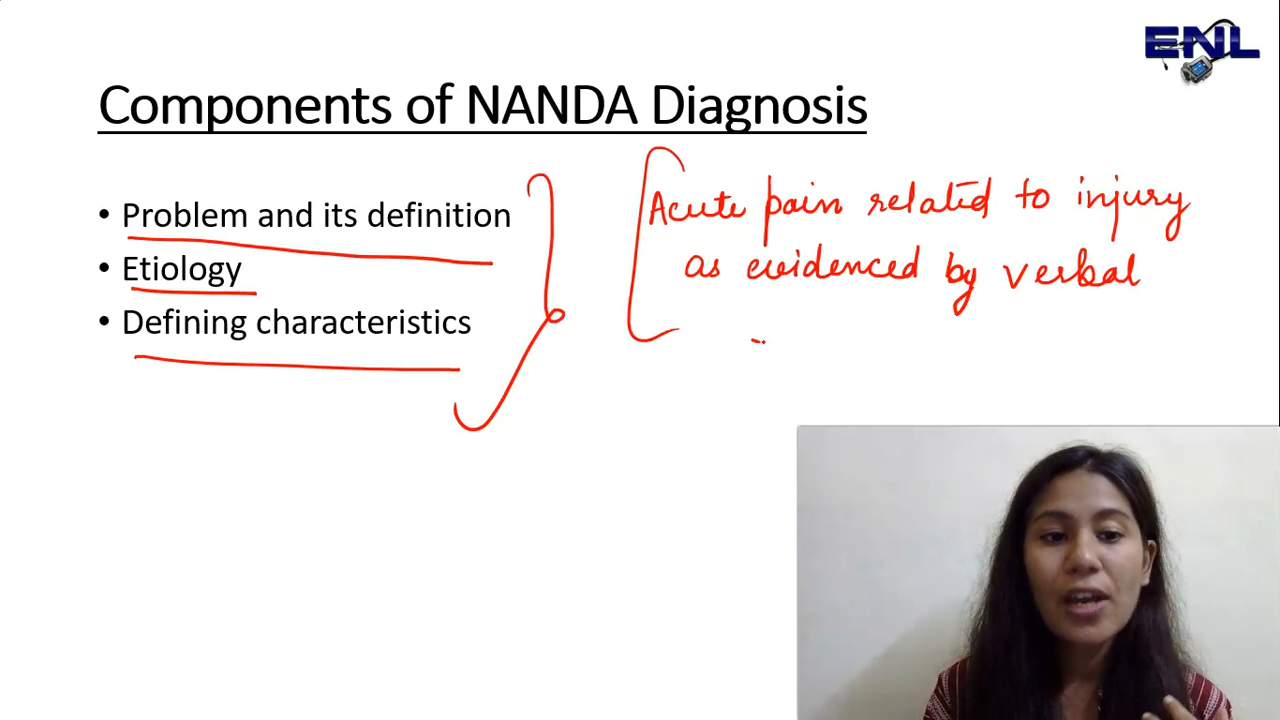 ENL
Components of NANDA Diagnosis
• Problem and its definition
• Etiology
• Defining characteristics
Acute pain related to injury
as evidenced by verbal